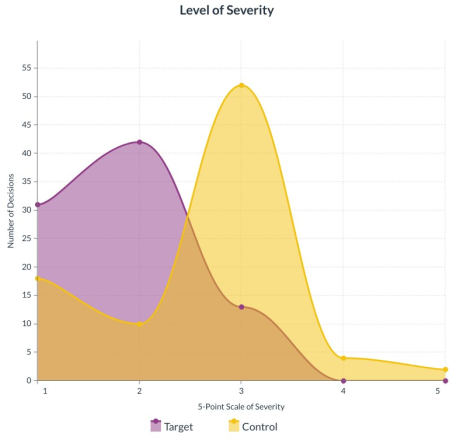 Level of Severity
55
50
45
40
35
30
25
20
15
10
5
0
Number of Decisions
1 2 3 4 5
5-Point Scale of Severity
Target Control